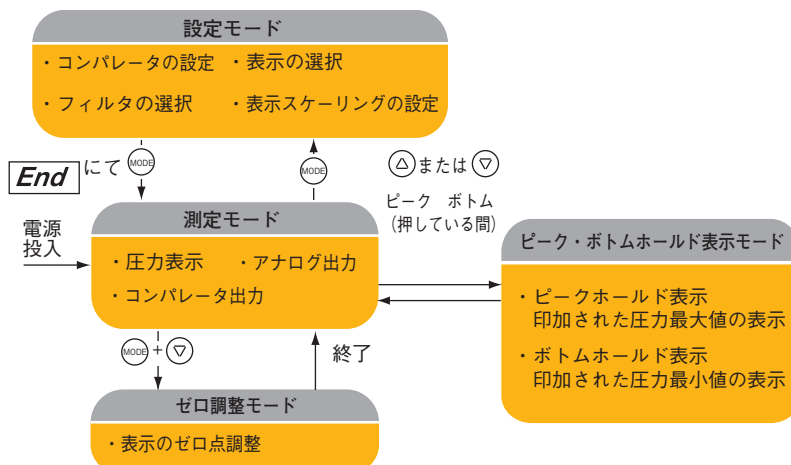 設定モード
・コンパレータの設定 ・表示の選択
・フィルタの選択 ・表示スケーリングの設定
End にて MODE
MODE
△または▽
ピーク ボトム
(押している間)
電源
投入
測定モード
・圧力表示 ・アナログ出力
・コンパレータ出力
ピーク・ボトムホールド表示モード
・ピークホールド表示
印加された圧力最大値の表示
・ボトムホールド表示
印加された圧力最小値の表示
MODE + ▽
終了
ゼロ調整モード
・表示のゼロ点調整